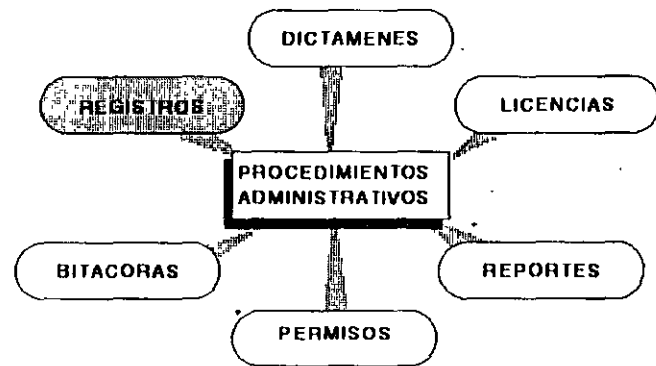 DICTAMENES
REGISTROS
LICENCIAS
PROCEDIMIENTOS
ADMINISTRATIVOS
BITACORAS
REPORTES
PERMISOS